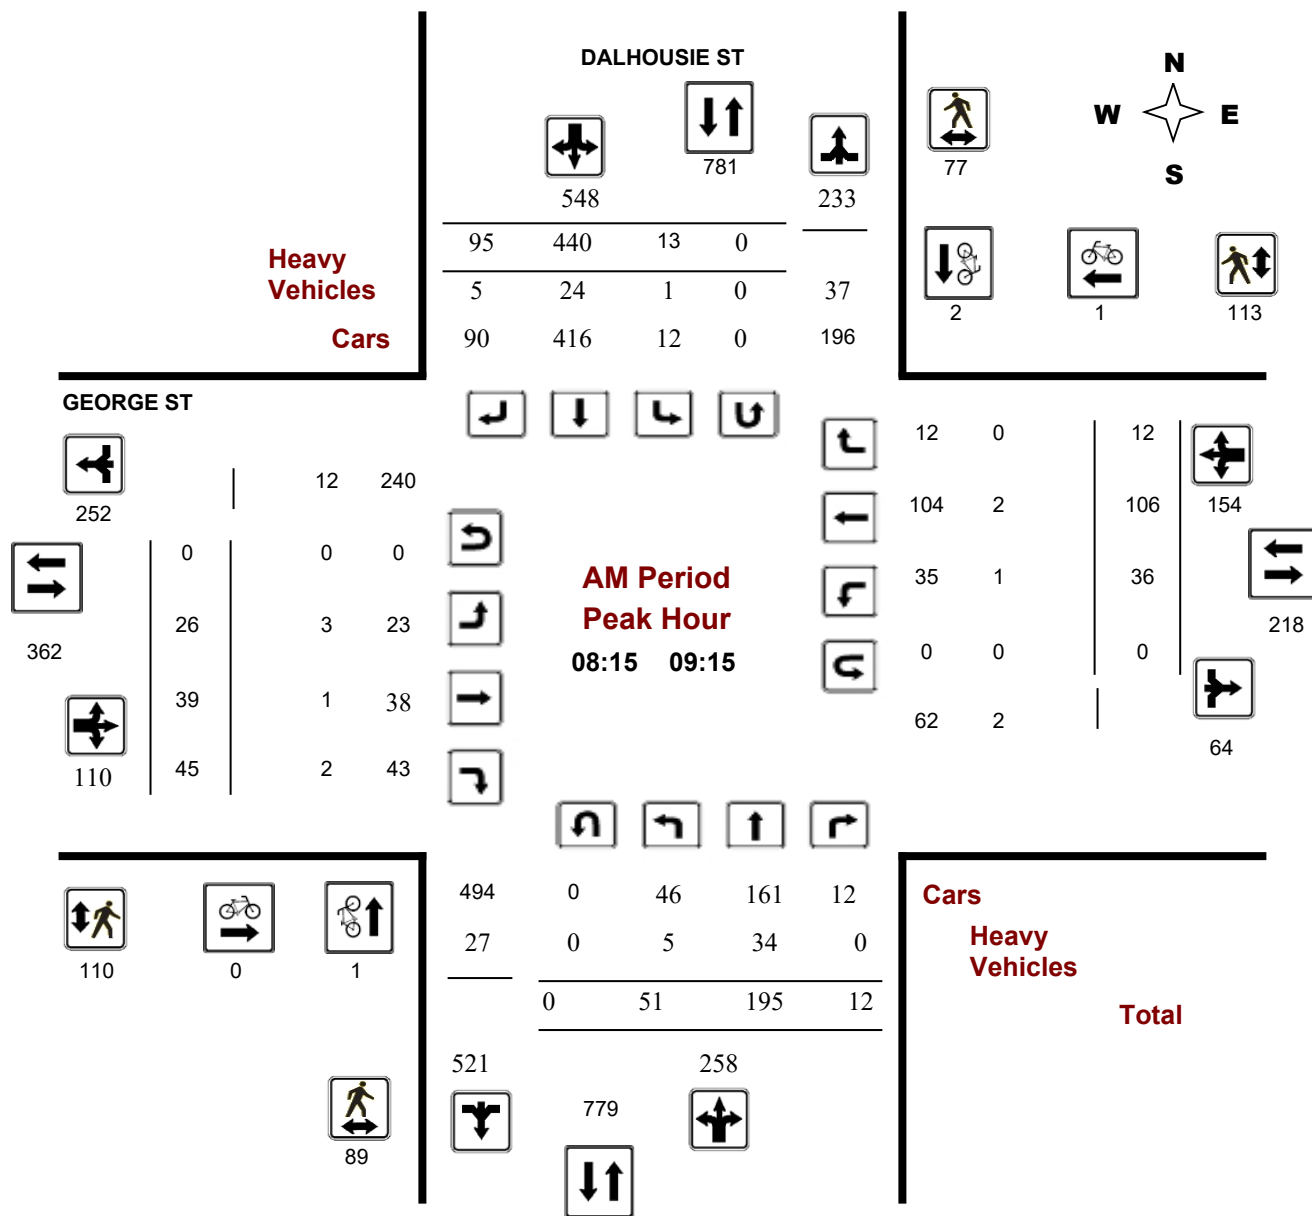 DALHOUSIE ST
N
W E
S
781
77
548 233
95 440 13 0
Heavy
Vehicles 5 24 1 0 37
2 1 113
Cars 90 416 12 0 196
GEORGE ST
12 0 12
12 240
252
104 2 106 154
0 0 0
AM Period
35 1 36
Peak Hour
26 3 23
218
362
08:15 09:15
0 0 0
39 1 38
62 2
64
110 45 2 43
494 0 46 161 12 Cars
27 0 5 34 0 Heavy
Vehicles
110 0 1
0 51 195 12
Total
521 258
779
89